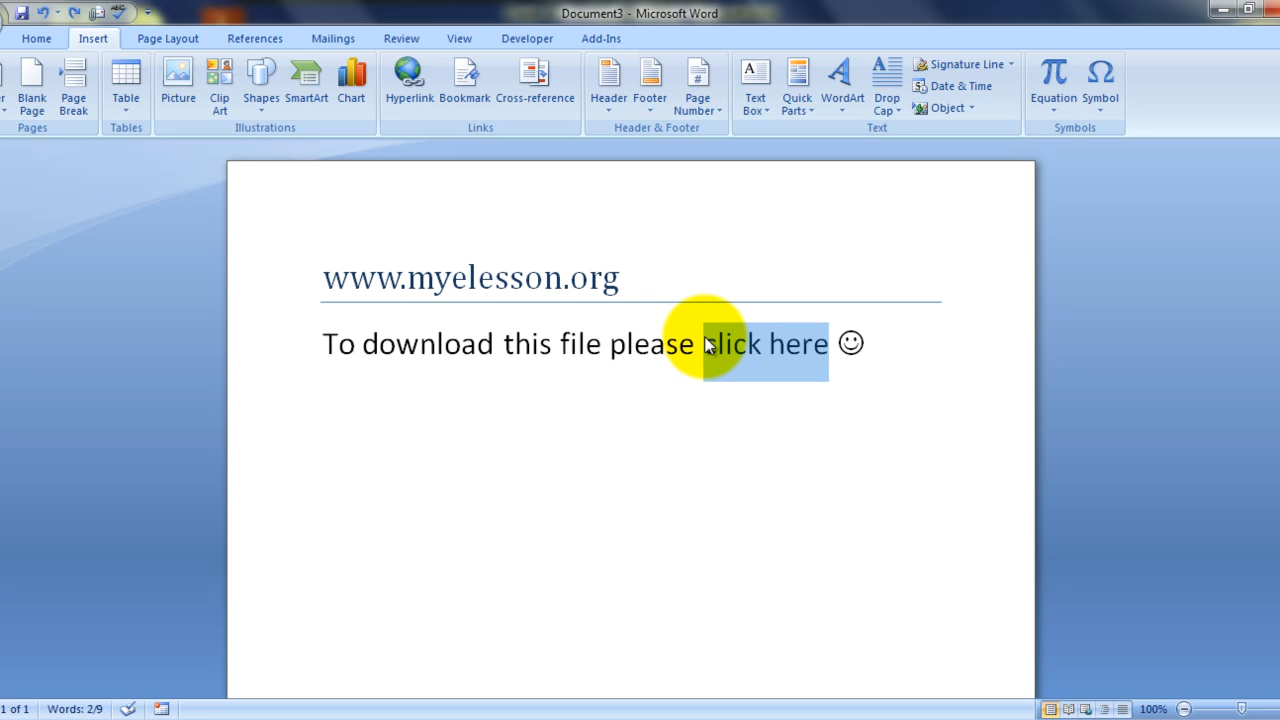 Document3 - Microsoft Word
Home Insert Page Layout References Mailings Review View Developer Add-Ins
Blank Page
Page Break
Table
Picture
Clip Art
Shapes
SmartArt
Chart
Hyperlink
Bookmark
Cross-reference
Header
Footer
Page Number
Text Box
Quick Parts
WordArt
Drop Cap
Signature Line
Date & Time
Object
Equation
Symbol
Pages Tables Illustrations Links Header & Footer Text Symbols
www.myelesson.org
To download this file please click here ☺
1 of 1 Words: 2/9 100%